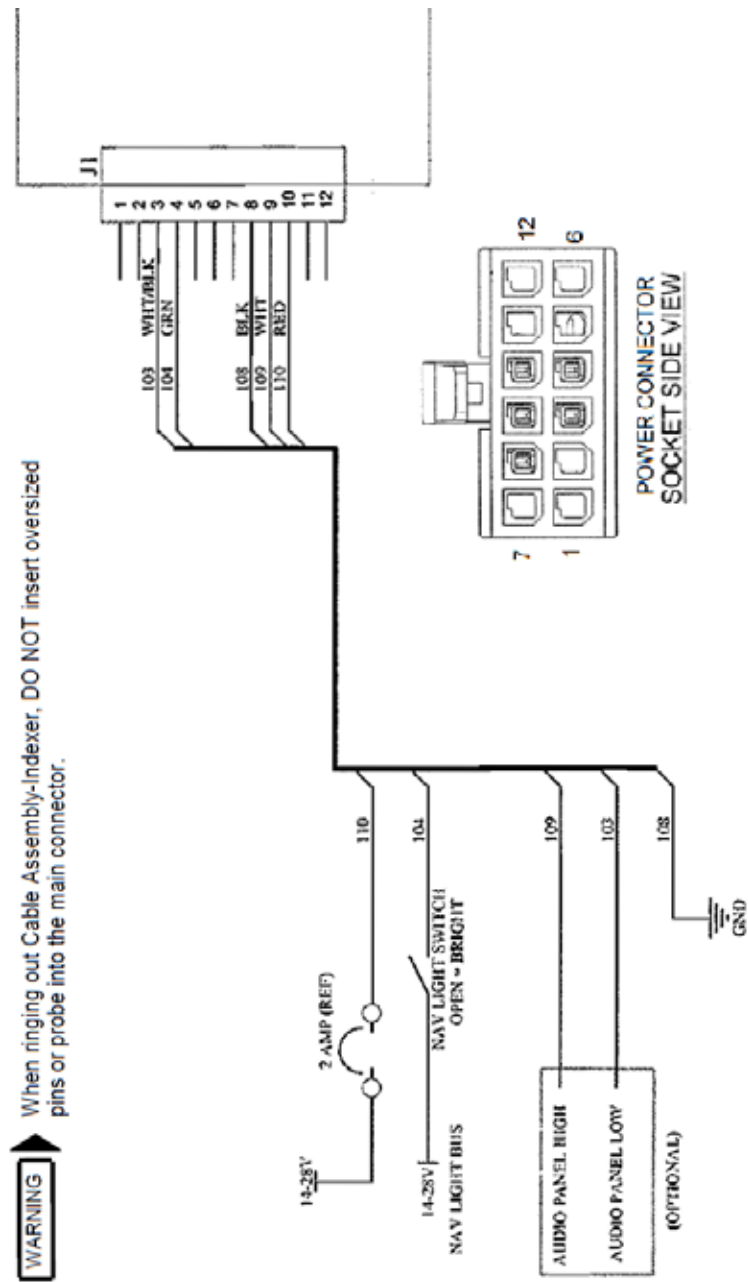 WARNING
When ringing out Cable Assembly-Indexer, DO NOT insert oversized
pins or probe into the main connector.
J1
1
2
3
4
5
6
7
8
9
10
11
12
103 WHT/BLK
104 GRN
108 BLK
109 WHT
110 RED
14-28V
2 AMP (REF)
110
14-28V
NAV LIGHT BUS
NAV LIGHT SWITCH
OPEN = BRIGHT
104
AUDIO PANEL HIGH
109
AUDIO PANEL LOW
103
(OPTIONAL)
108
GND
7
12
1
6
POWER CONNECTOR
SOCKET SIDE VIEW